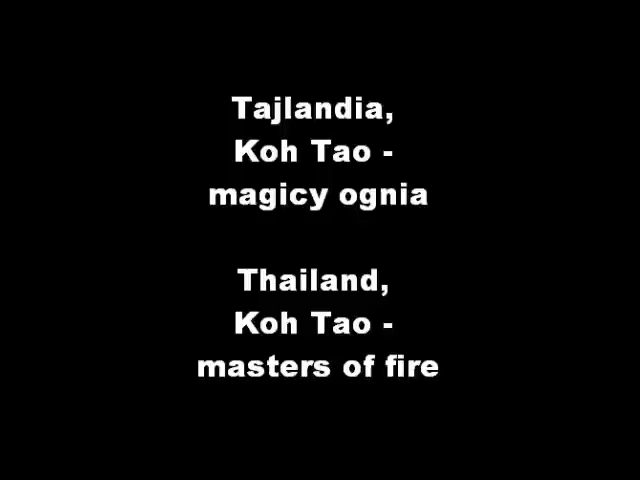 Tajlandia,
Koh Tao -
magicy ognia
Thailand,
Koh Tao -
masters of fire